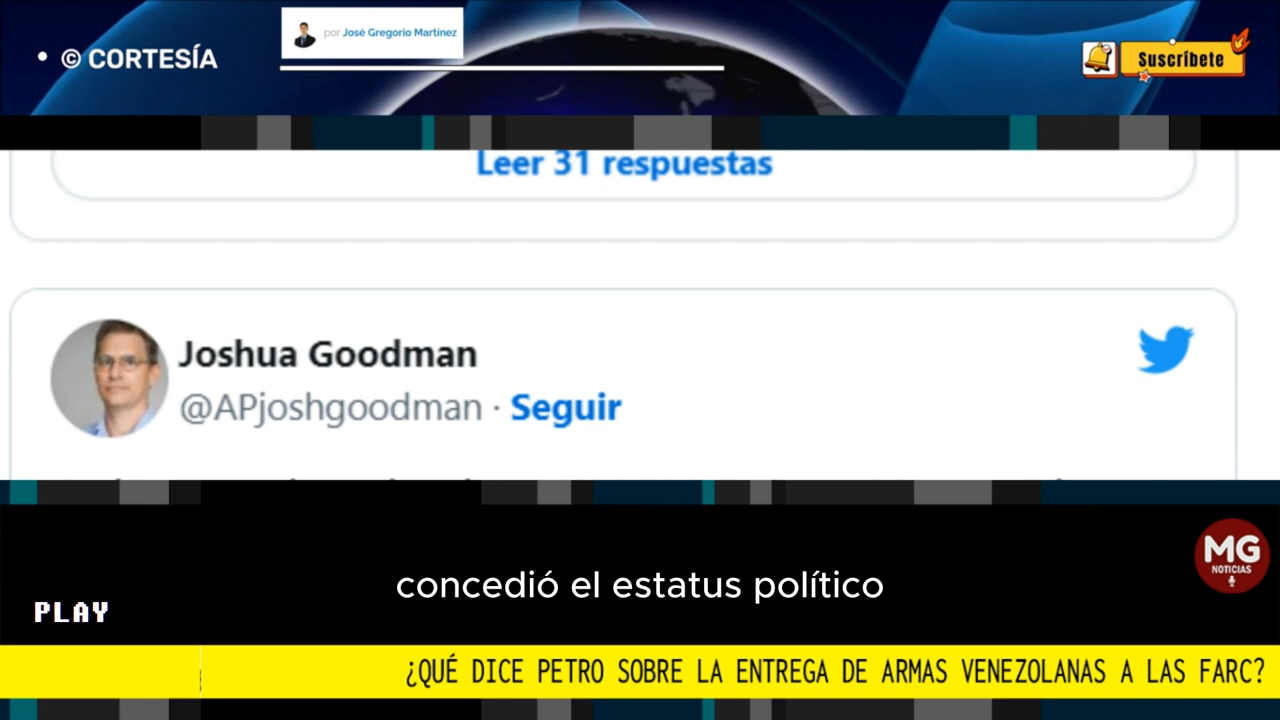 • © CORTESÍA
por José Gregorio Martínez
Suscríbete
Leer 31 respuestas
Joshua Goodman
@APjoshgoodman · Seguir
concedió el estatus político
MG
NOTICIAS
PLAY
¿QUÉ DICE PETRO SOBRE LA ENTREGA DE ARMAS VENEZOLANAS A LAS FARC?